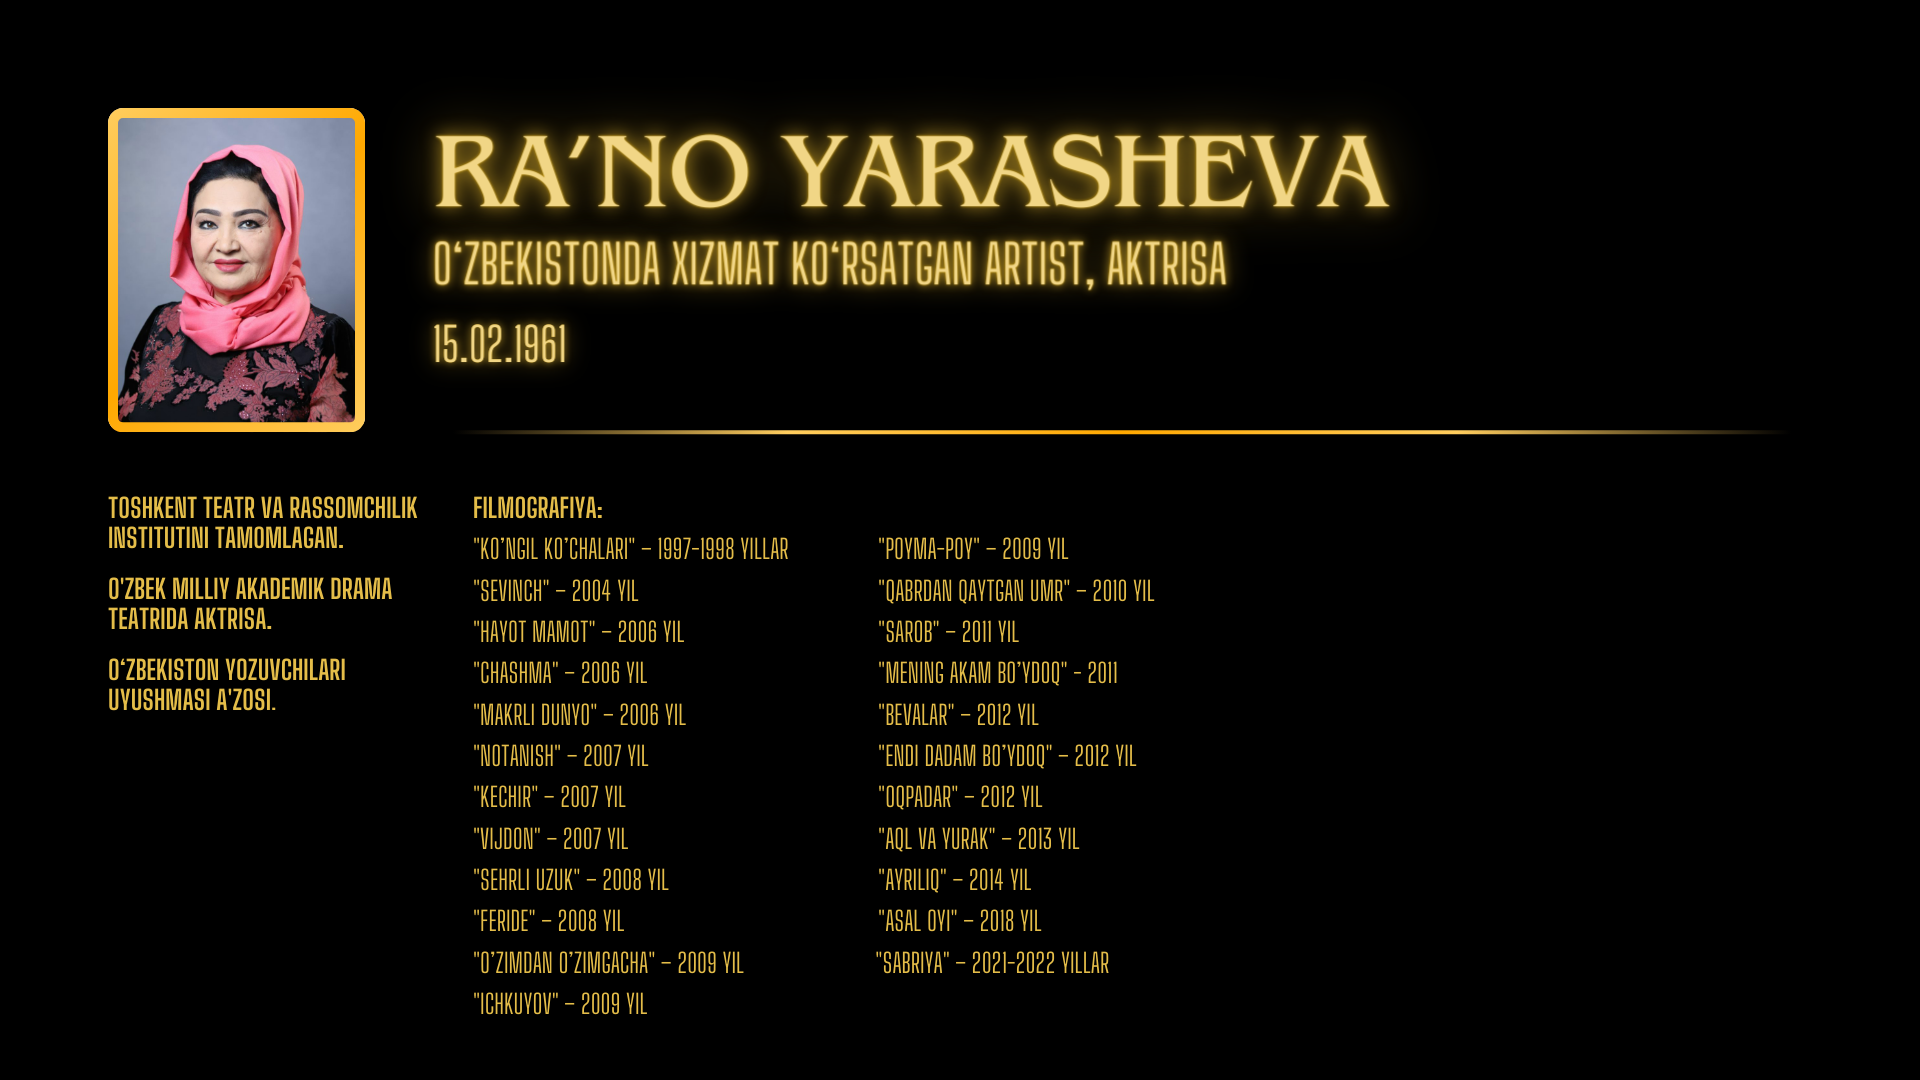 RA’NO YARASHEVA
O‘ZBEKISTONDA XIZMAT KO‘RSATGAN ARTIST, AKTRISA
15.02.1961
TOSHKENT TEATR VA RASSOMCHILIK
INSTITUTINI TAMOMLAGAN.
O'ZBEK MILLIY AKADEMIK DRAMA
TEATRIDA AKTRISA.
O‘ZBEKISTON YOZUVCHILARI
UYUSHMASI A'ZOSI.
FILMOGRAFIYA:
"KO’NGIL KO’CHALARI" – 1997-1998 YILLAR
"SEVINCH" – 2004 YIL
"HAYOT MAMOT" – 2006 YIL
"CHASHMA" – 2006 YIL
"MAKRLI DUNYO" – 2006 YIL
"NOTANISH" – 2007 YIL
"KECHIR" – 2007 YIL
"VIJDON" – 2007 YIL
"SEHRLI UZUK" – 2008 YIL
"FERIDE" – 2008 YIL
"O’ZIMDAN O’ZIMGACHA" – 2009 YIL
"ICHKUYOV" – 2009 YIL
"POYMA-POY" – 2009 YIL
"QABRDAN QAYTGAN UMR" – 2010 YIL
"SAROB" – 2011 YIL
"MENING AKAM BO’YDOQ" - 2011
"BEVALAR" – 2012 YIL
"ENDI DADAM BO’YDOQ" – 2012 YIL
"OQPADAR" – 2012 YIL
"AQL VA YURAK" – 2013 YIL
"AYRILIQ" – 2014 YIL
"ASAL OYI" – 2018 YIL
"SABRIYA" – 2021-2022 YILLAR